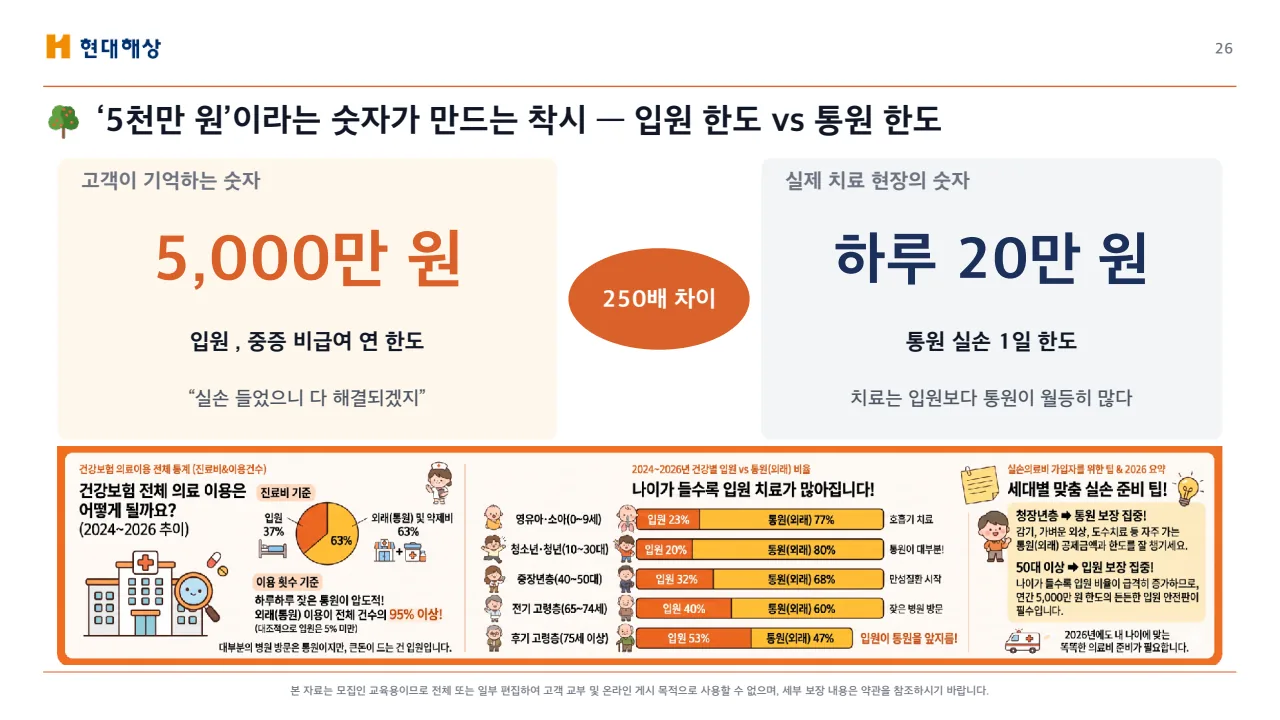 현대해상
26
‘5천만 원’이라는 숫자가 만드는 착시 — 입원 한도 vs 통원 한도
고객이 기억하는 숫자
5,000만 원
입원 , 중증 비급여 연 한도
“실손 들었으니 다 해결되겠지”
250배 차이
실제 치료 현장의 숫자
하루 20만 원
통원 실손 1일 한도
치료는 입원보다 통원이 월등히 많다
건강보험 의료이용 전체 통계 (진료비&이용건수)
건강보험 전체 의료 이용은
어떻게 될까요?
(2024~2026 추이)
진료비 기준
입원
37%
63%
외래(통원) 및 약제비
63%
이용 횟수 기준
하루하루 잦은 통원이 압도적!
외래(통원) 이용이 전체 건수의 95% 이상!
(대조적으로 입원은 5% 미만)
대부분의 병원 방문은 통원이지만, 큰돈이 드는 건 입원입니다.
2024~2026년 건강별 입원 vs 통원(외래) 비율
나이가 들수록 입원 치료가 많아집니다!
영유아·소아(0~9세) 입원 23% 통원(외래) 77% 호흡기 치료
청소년·청년(10~30대) 입원 20% 통원(외래) 80% 통원이 대부분!
중장년층(40~50대) 입원 32% 통원(외래) 68% 만성질환 시작
전기 고령층(65~74세) 입원 40% 통원(외래) 60% 잦은 병원 방문
후기 고령층(75세 이상) 입원 53% 통원(외래) 47% 입원이 통원을 앞지름!
실손의료비 가입자를 위한 팁 & 2026 요약
세대별 맞춤 실손 준비 팁!
청장년층 ➡ 통원 보장 집중!
감기, 가벼운 외상, 도수치료 등 자주 가는
통원(외래) 공제금액과 한도를 잘 챙기세요.
50대 이상 ➡ 입원 보장 집중!
나이가 들수록 입원 비율이 급격히 증가하므로,
연간 5,000만 원 한도의 든든한 입원 안전판이
필수입니다.
2026년에도 내 나이에 맞는
똑똑한 의료비 준비가 필요합니다.
본 자료는 모집인 교육용이므로 전체 또는 일부 편집하여 고객 교부 및 온라인 게시 목적으로 사용할 수 없으며, 세부 보장 내용은 약관을 참조하시기 바랍니다.